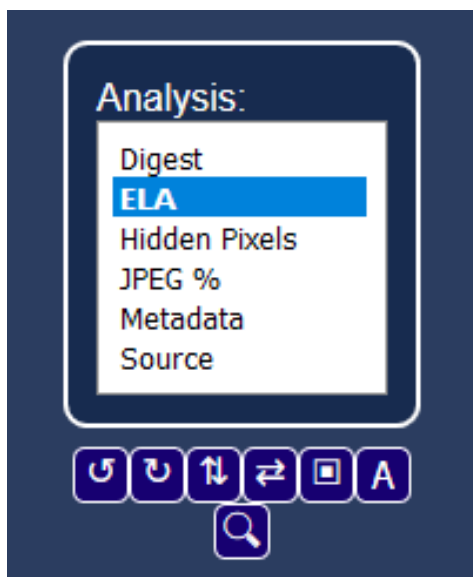 Analysis:
Digest
ELA
Hidden Pixels
JPEG %
Metadata
Source
A